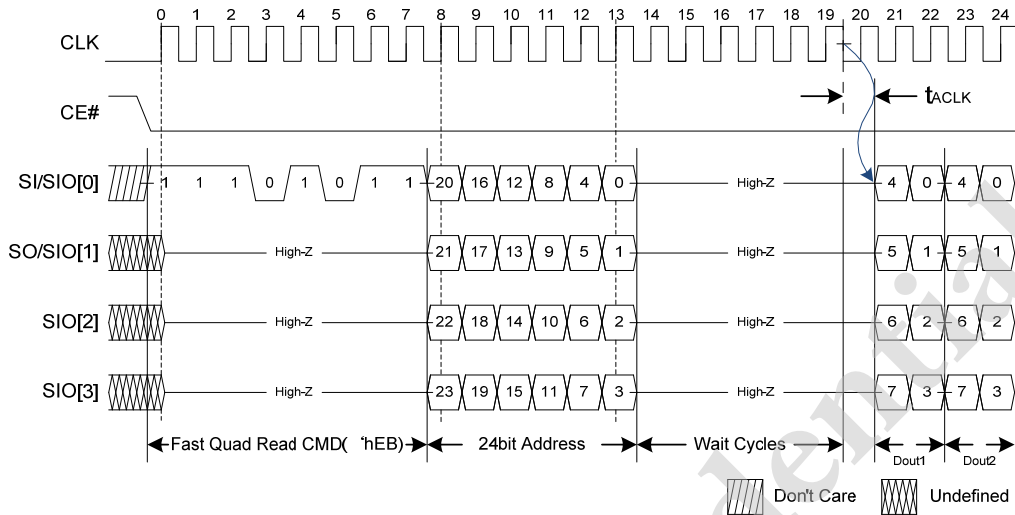 0 1 2 3 4 5 6 7 8 9 10 11 12 13 14 15 16 17 18 19 20 21 22 23 24
CLK
CE#
tACLK
SI/SIO[0] 1 1 1 0 1 0 1 1 20 16 12 8 4 0 High-Z 4 0 4 0
SO/SIO[1] High-Z 21 17 13 9 5 1 High-Z 5 1 5 1
SIO[2] High-Z 22 18 14 10 6 2 High-Z 6 2 6 2
SIO[3] High-Z 23 19 15 11 7 3 High-Z 7 3 7 3
Fast Quad Read CMD( ‘hEB) 24bit Address Wait Cycles
Dout1 Dout2
Don't Care Undefined
dential